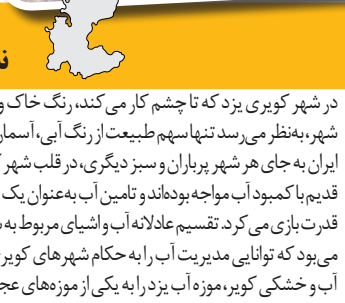 در شهر کویری یزد که تا چشم کار می‌کند، رنگ خاک و
شهر، به‌نظر می‌رسد تنها سهم طبیعت از رنگ آبی، آسمان
ایران به جای هر شهر پرباران و سبز دیگری، در قلب شهر
قدیم با کمبود آب مواجه بوده‌اند و تامین آب به‌عنوان یک
قدرت بازی می‌کرد. تقسیم عادلانه آب و اشیای مربوط به
می‌بود که توانایی مدیریت آب را به حکام شهرهای کویر
آب و خشکی کویر، موزه آب یزد را به یکی از موزه‌های